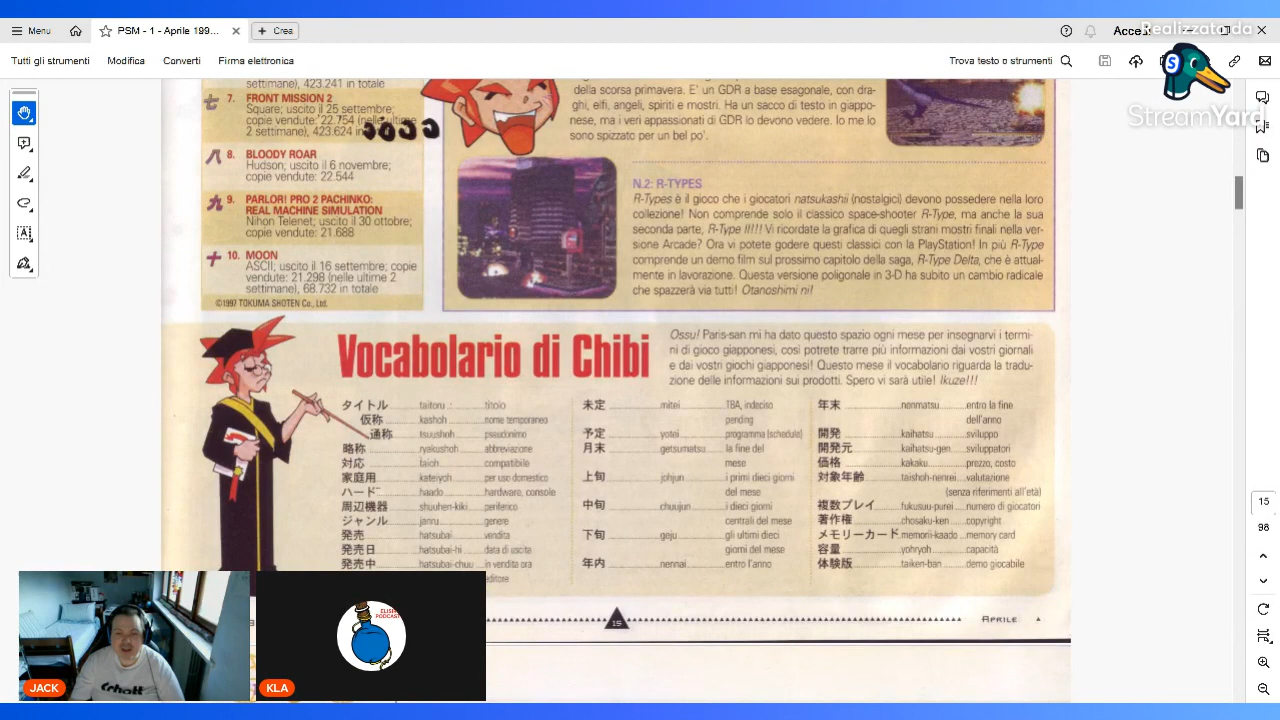 Menu
PSM - 1 - Aprile 199...
Crea
Realizzato da
Tutti gli strumenti Modifica Converti Firma elettronica
Trova testo o strumenti
StreamYard
settimane), 423.241 in totale
七 7. FRONT MISSION 2
Square; uscito il 25 settembre;
copie vendute: 22.754 (nelle ultime
2 settimane), 423.624 in totale
八 8. BLOODY ROAR
Hudson; uscito il 6 novembre;
copie vendute: 22.544
九 9. PARLOR! PRO 2 PACHINKO:
REAL MACHINE SIMULATION
Nihon Telenet; uscito il 30 ottobre;
copie vendute: 21.688
十 10. MOON
ASCII; uscito il 16 settembre; copie
vendute: 21.298 (nelle ultime 2
settimane), 68.732 in totale
©1997 TOKUMA SHOTEN Co., Ltd.
della scorsa primavera. E' un GDR a base esagonale, con dra-
ghi, elfi, angeli, spiriti e mostri. Ha un sacco di testo in giappo-
nese, ma i veri appassionati di GDR lo devono vedere. Io me lo
sono spizzato per un bel po'.
N.2: R-TYPES
R-Types è il gioco che i giocatori natsukashii (nostalgici) devono possedere nella loro
collezione! Non comprende solo il classico space-shooter R-Type, ma anche la sua
seconda parte, R-Type II!!!! Vi ricordate la grafica di quegli strani mostri finali nella ver-
sione Arcade? Ora vi potete godere questi classici con la PlayStation! In più R-Type
comprende un demo film sul prossimo capitolo della saga, R-Type Delta, che è attual-
mente in lavorazione. Questa versione poligonale in 3-D ha subito un cambio radicale
che spazzerà via tutti! Otanoshimi ni!
Vocabolario di Chibi
Ossu! Paris-san mi ha dato questo spazio ogni mese per insegnarvi i termi-
ni di gioco giapponesi, così potrete trarre più informazioni dai vostri giornali
e dai vostri giochi giapponesi! Questo mese il vocabolario riguarda la tradu-
zione delle informazioni sui prodotti. Spero vi sarà utile! Ikuze!!!
タイトル taitoru titolo
仮称 kashoh nome temporaneo
通称 tsuushoh pseudonimo
略称 ryakushoh abbreviazione
対応 taioh compatibile
家庭用 kateiyoh per uso domestico
ハード haado hardware, console
周辺機器 shuuhen-kiki periferico
ジャンル janru genere
発売 hatsubai vendita
発売日 hatsubai-hi data di uscita
発売中 hatsubai-chuu in vendita ora
editore
未定 mitei TBA, indeciso
pending
予定 yotei programma (schedule)
月末 getsumatsu la fine del
mese
上旬 johjun i primi dieci giorni
del mese
中旬 chuujun i dieci giorni
centrali del mese
下旬 geju gli ultimi dieci
giorni del mese
年内 nennai entro l'anno
年末 nenmatsu entro la fine
dell'anno
開発 kaihatsu sviluppo
開発元 kaihatsu-gen sviluppatori
価格 kakaku prezzo, costo
対象年齢 taishoh-nenrei valutazione
(senza riferimenti all'età)
複数プレイ fukusuu-purei numero di giocatori
著作権 chosaku-ken copyright
メモリーカード memorii-kaado memory card
容量 yohryoh capacità
体験版 taiken-ban demo giocabile
15
APRILE
15
98
ELISIR
PODCAST
JACK
KLA